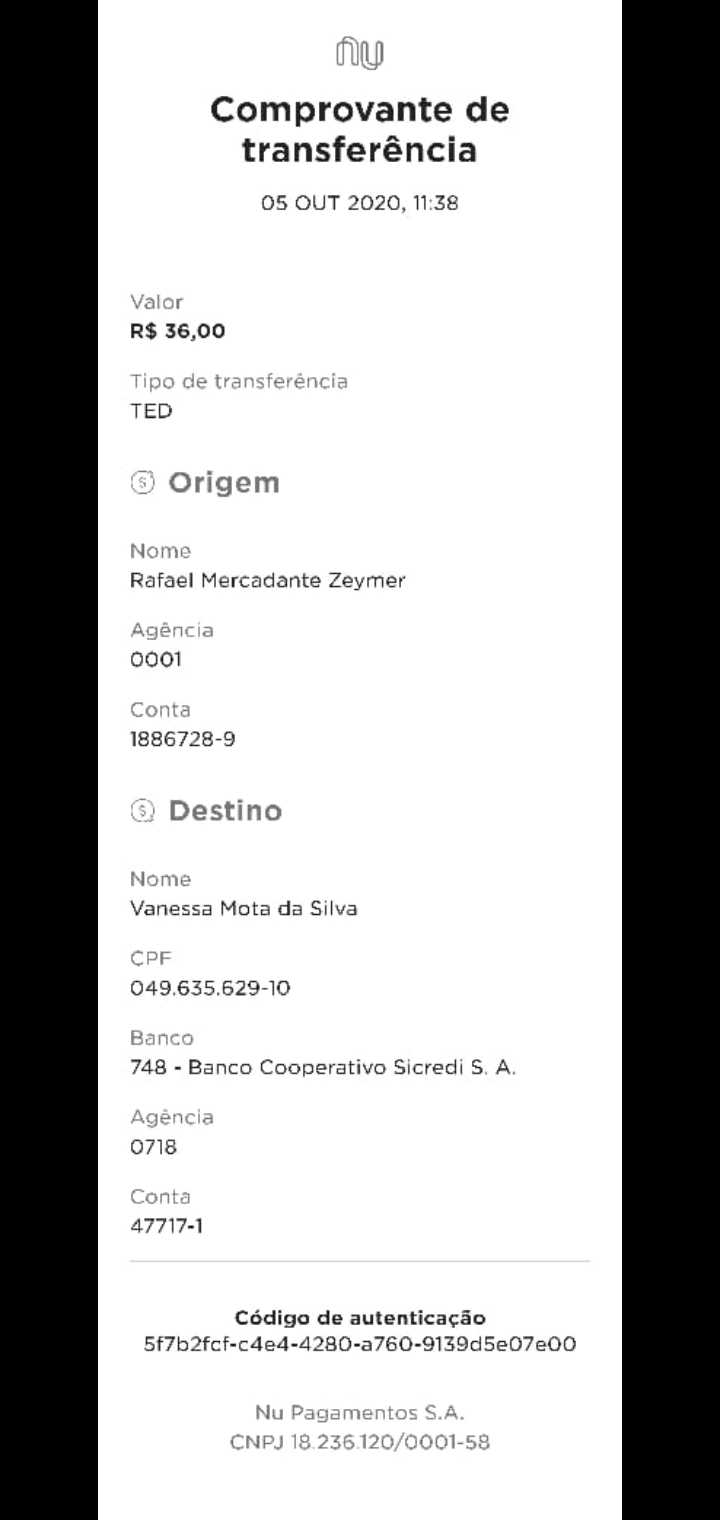 nu
Comprovante de
transferência
05 OUT 2020, 11:38
Valor
R$ 36,00
Tipo de transferência
TED
Origem
Nome
Rafael Mercadante Zeymer
Agência
0001
Conta
1886728-9
Destino
Nome
Vanessa Mota da Silva
CPF
049.635.629-10
Banco
748 - Banco Cooperativo Sicredi S. A.
Agência
0718
Conta
47717-1
Código de autenticação
5f7b2fcf-c4e4-4280-a760-9139d5e07e00
Nu Pagamentos S.A.
CNPJ 18.236.120/0001-58